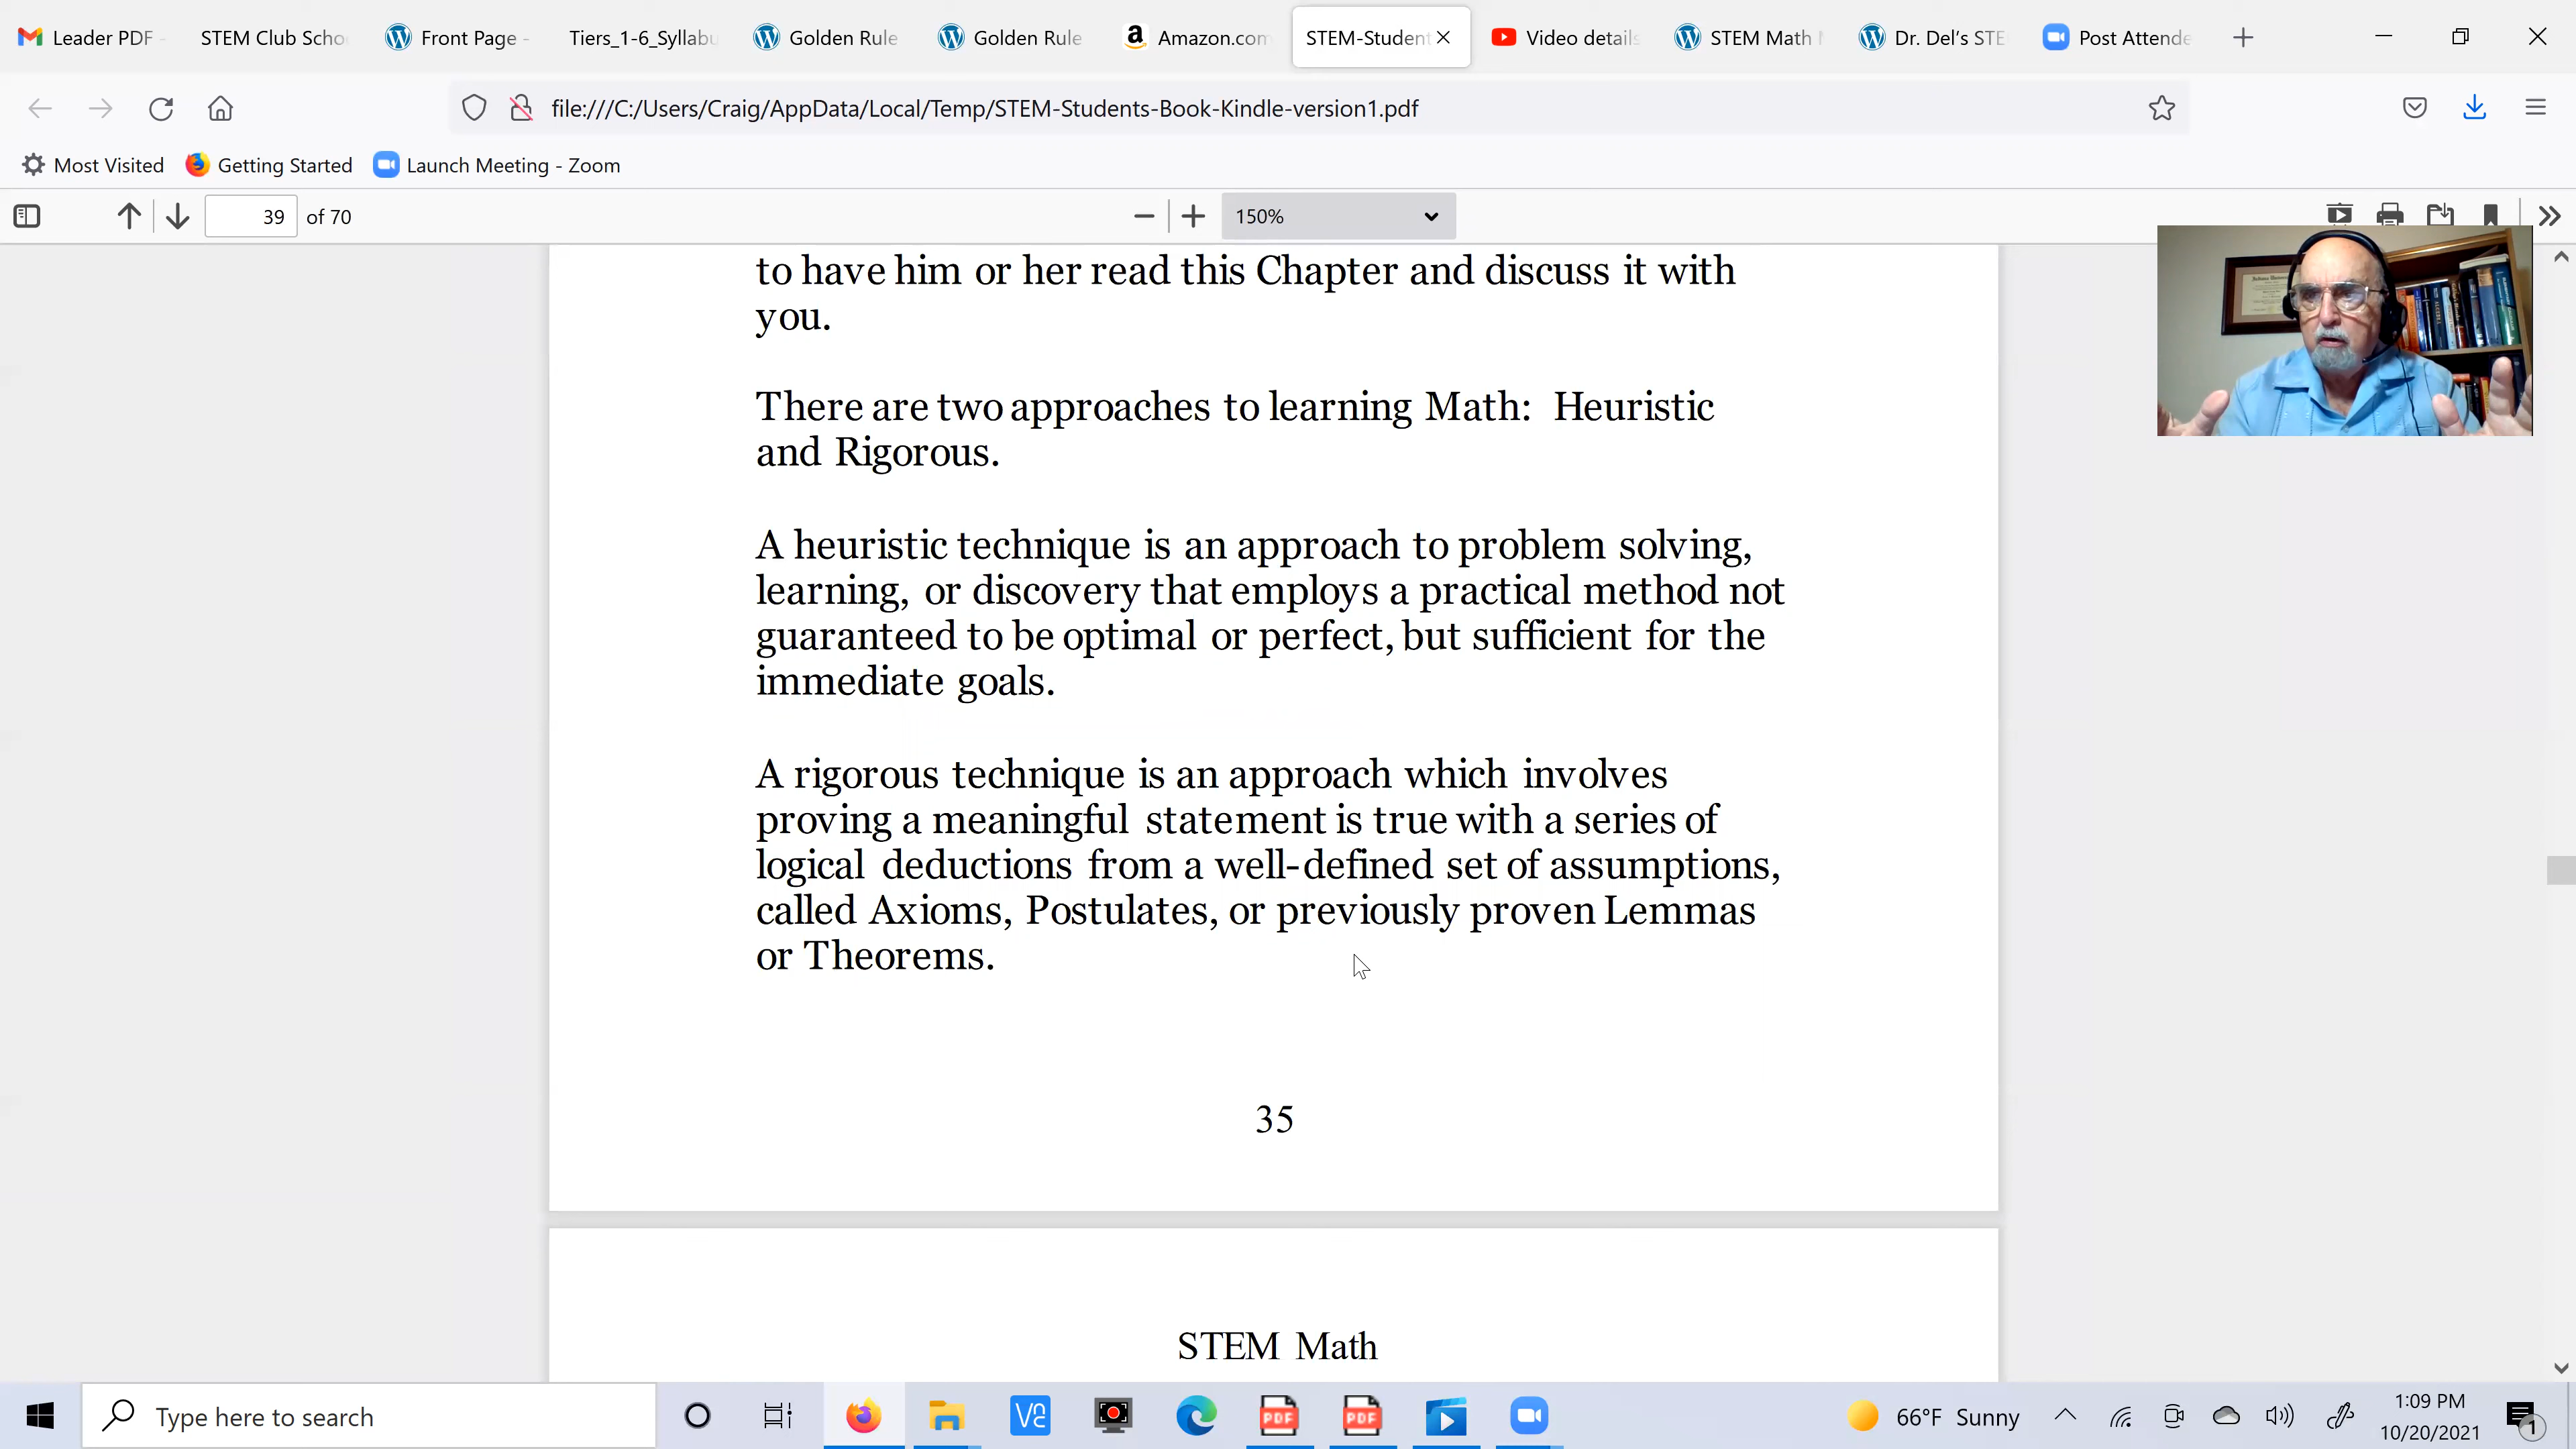 Leader PDF - STEM Club Scho Front Page - Tiers_1-6_Syllabu Golden Rule Golden Rule Amazon.com STEM-Student Video details STEM Math Dr. Del's STE Post Attende
file:///C:/Users/Craig/AppData/Local/Temp/STEM-Students-Book-Kindle-version1.pdf
Most Visited Getting Started Launch Meeting - Zoom
39 of 70 150%
to have him or her read this Chapter and discuss it with
you.
There are two approaches to learning Math: Heuristic
and Rigorous.
A heuristic technique is an approach to problem solving,
learning, or discovery that employs a practical method not
guaranteed to be optimal or perfect, but sufficient for the
immediate goals.
A rigorous technique is an approach which involves
proving a meaningful statement is true with a series of
logical deductions from a well-defined set of assumptions,
called Axioms, Postulates, or previously proven Lemmas
or Theorems.
35
STEM Math
Type here to search
66°F Sunny
1:09 PM
10/20/2021
1